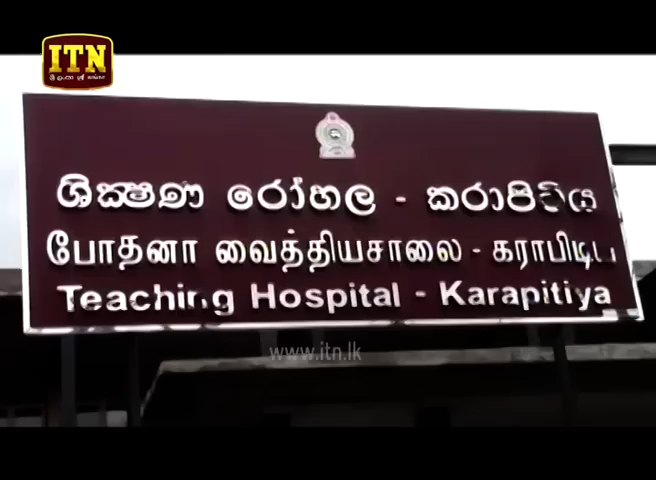 ITN
ශික්ෂණ රෝහල - කරාපිටිය
போதனா வைத்தியசாலை - கராபிடிய
Teaching Hospital - Karapitiya
www.itn.lk